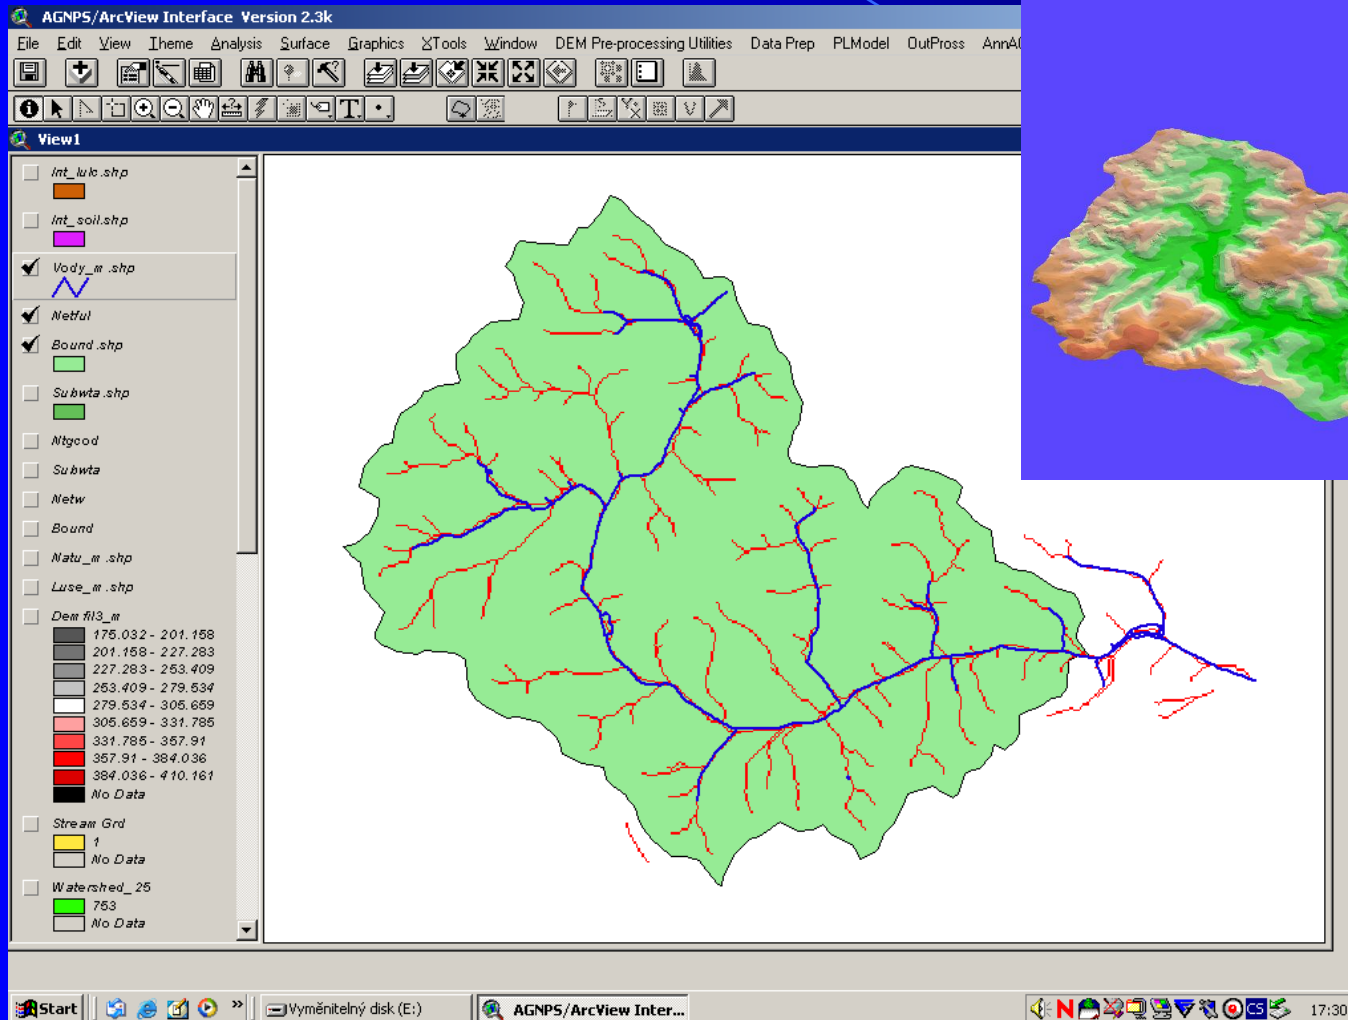 AGNPS/ArcView Interface Version 2.3k
File Edit View Theme Analysis Surface Graphics XTools Window DEM Pre-processing Utilities Data Prep PLModel OutPross
View1
Int_lulc.shp
Int_soil.shp
Vody_m.shp
Netful
Bound.shp
Subwta.shp
Ntgcod
Subwta
Netw
Bound
Natu_m.shp
Luse_m.shp
Dem fil3_m
175.032 - 201.158
201.158 - 227.283
227.283 - 253.409
253.409 - 279.534
279.534 - 305.659
305.659 - 331.785
331.785 - 357.91
357.91 - 384.036
384.036 - 410.161
No Data
Stream Grd
1
No Data
Watershed_25
753
No Data
Start » Vyměnitelný disk (E:) AGNPS/ArcView Inter... N CS 17:30